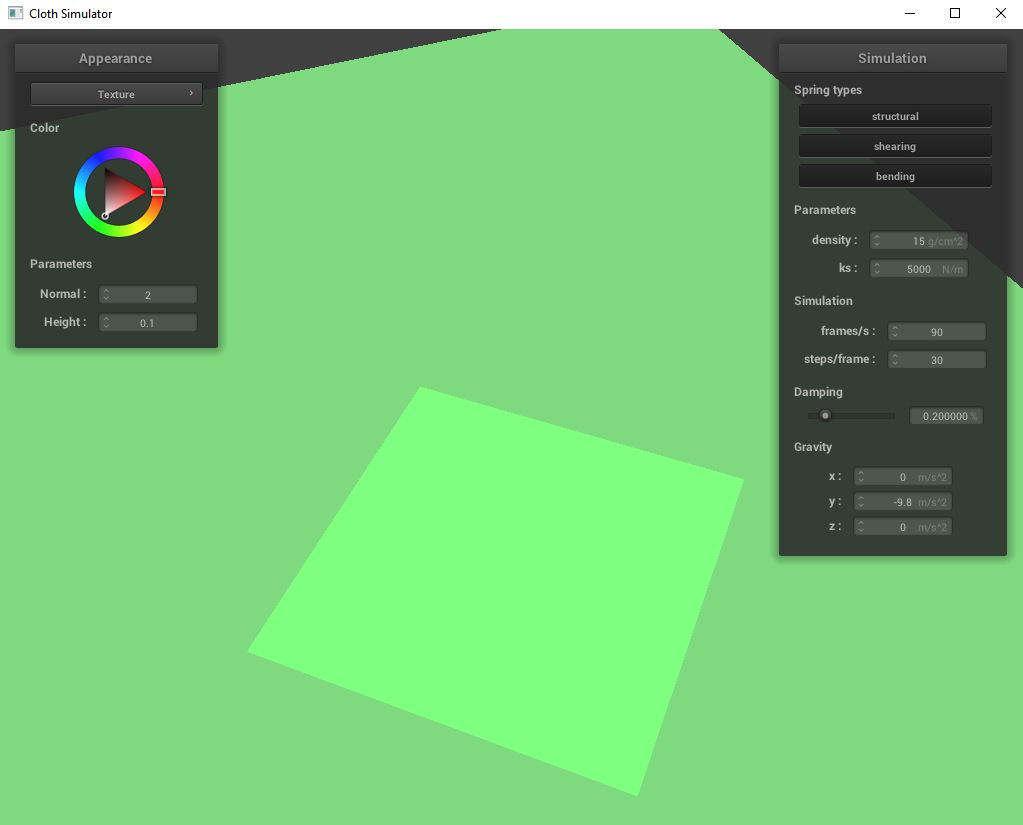 Cloth Simulator
Appearance
Texture
Color
Parameters
Normal : 2
Height : 0.1
Simulation
Spring types
structural
shearing
bending
Parameters
density : 15 g/cm^2
ks : 5000 N/m
Simulation
frames/s : 90
steps/frame : 30
Damping
0.200000 %
Gravity
x : 0 m/s^2
y : -9.8 m/s^2
z : 0 m/s^2